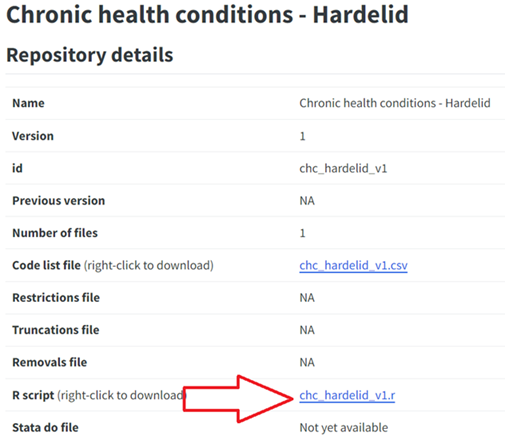 Chronic health conditions - Hardelid
Repository details
Name Chronic health conditions - Hardelid
Version 1
id chc_hardelid_v1
Previous version NA
Number of files 1
Code list file (right-click to download) chc_hardelid_v1.csv
Restrictions file NA
Truncations file NA
Removals file NA
R script (right-click to download) chc_hardelid_v1.r
Stata do file Not yet available